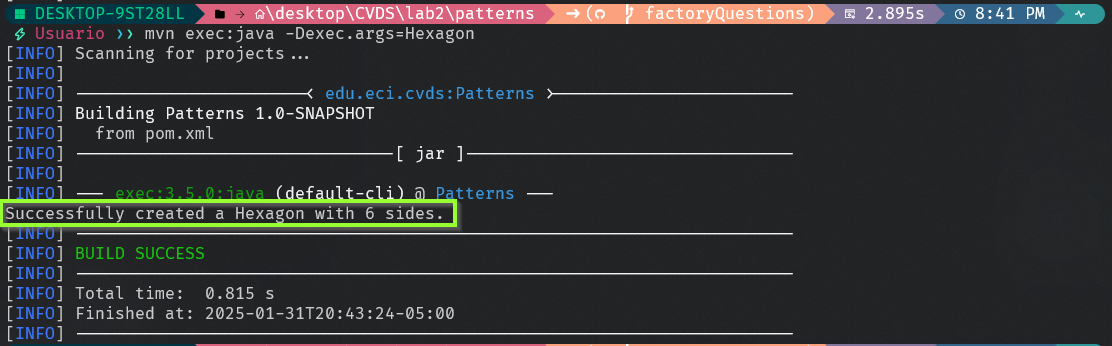 DESKTOP-9ST28LL → \desktop\CVDS\lab2\patterns →( factoryQuestions) 2.895s 8:41 PM
Usuario ❯❯ mvn exec:java -Dexec.args=Hexagon
[INFO] Scanning for projects...
[INFO]
[INFO] ----------------------< edu.eci.cvds:Patterns >-----------------------
[INFO] Building Patterns 1.0-SNAPSHOT
[INFO]   from pom.xml
[INFO] --------------------------------[ jar ]---------------------------------
[INFO]
[INFO] --- exec:3.5.0:java (default-cli) @ Patterns ---
Successfully created a Hexagon with 6 sides.
[INFO] ------------------------------------------------------------------------
[INFO] BUILD SUCCESS
[INFO] ------------------------------------------------------------------------
[INFO] Total time:  0.815 s
[INFO] Finished at: 2025-01-31T20:43:24-05:00
[INFO] ------------------------------------------------------------------------